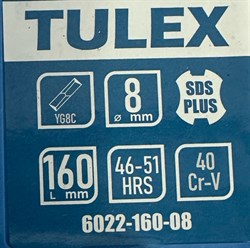 TULEX
YG8C
8
ø mm
SDS
PLUS
160
L mm
46-51
HRS
40
Cr-V
6022-160-08